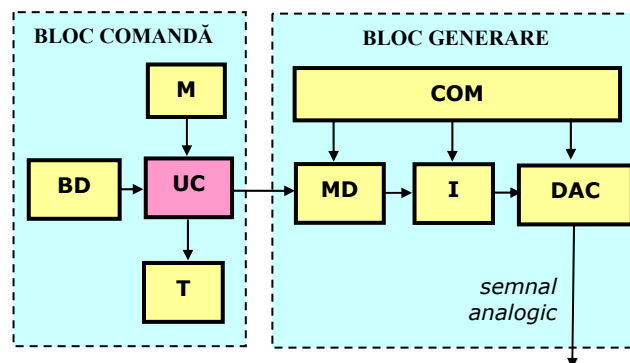 BLOC COMANDĂ
M
BD
UC
T
BLOC GENERARE
COM
MD
I
DAC
semnal
analogic